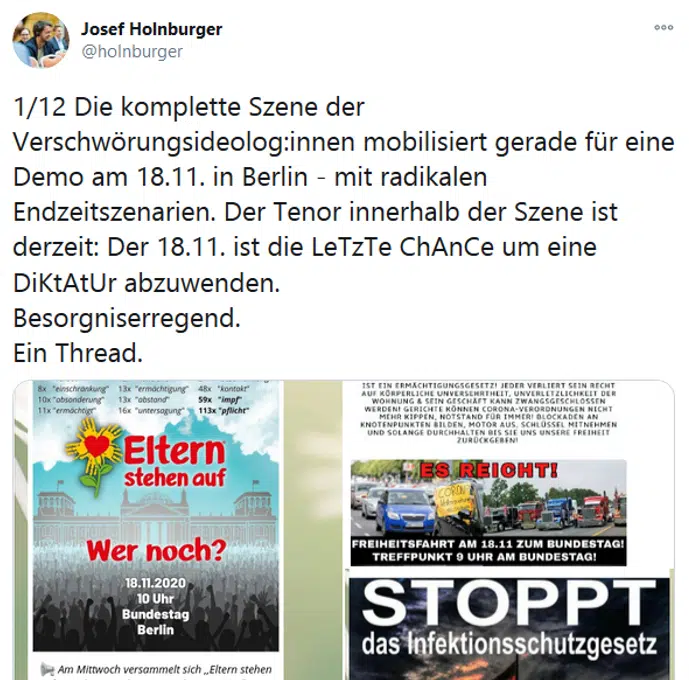 Josef Holnburger
@holnburger
1/12 Die komplette Szene der
Verschwörungsideolog:innen mobilisiert gerade für eine
Demo am 18.11. in Berlin - mit radikalen
Endzeitszenarien. Der Tenor innerhalb der Szene ist
derzeit: Der 18.11. ist die LeTzTe ChAnCe um eine
DiKtAtUr abzuwenden.
Besorgniserregend.
Ein Thread.
8x "einschränkung" 13x "ermächtigung" 48x "kontakt"
10x "absonderung" 13x "abstand" 59x "impf"
11x "ermächtigt" 16x "untersagung" 113x "pflicht"
Eltern
stehen auf
Wer noch?
18.11.2020
10 Uhr
Bundestag
Berlin
Am Mittwoch versammelt sich „Eltern stehen
IST EIN ERMÄCHTIGUNGSGESETZ! JEDER VERLIERT SEIN RECHT
AUF KÖRPERLICHE UNVERSEHRTHEIT, UNVERLETZLICHKEIT DER
WOHNUNG & SEIN GESCHÄFT KANN ZWANGSGESCHLOSSEN
WERDEN! GERICHTE KÖNNEN CORONA-VERORDNUNGEN NICHT
MEHR KIPPEN, NOTSTAND FÜR IMMER! BLOCKADEN AN
KNOTENPUNKTEN BILDEN, MOTOR AUS, SCHLÜSSEL MITNEHMEN
UND SOLANGE DURCHHALTEN BIS SIE UNS UNSERE FREIHEIT
ZURÜCKGEBEN!
ES REICHT!
FREIHEITSFAHRT AM 18.11 ZUM BUNDESTAG!
TREFFPUNKT 9 UHR AM BUNDESTAG!
STOPPT
das Infektionsschutzgesetz